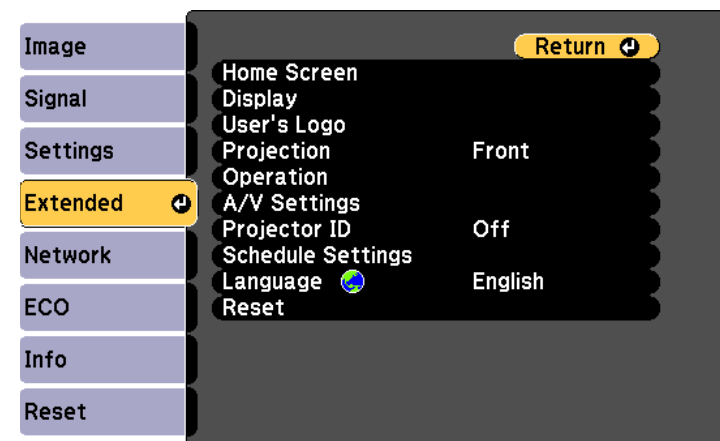 Image
Signal
Settings
Extended
Network
ECO
Info
Reset
Return
Home Screen
Display
User's Logo
Projection Front
Operation
A/V Settings
Projector ID Off
Schedule Settings
Language English
Reset